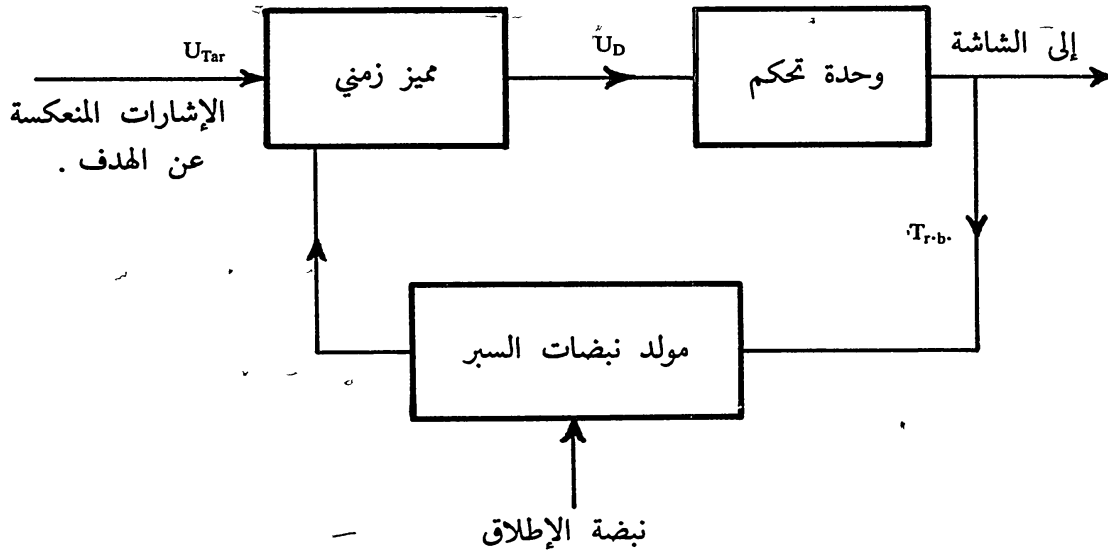 U_Tar
الإشارات المنعكسة
عن الهدف .
مميز زمني
U_D
وحدة تحكم
إلى الشاشة
T_r.b.
مولد نبضات السبر
نبضة الإطلاق